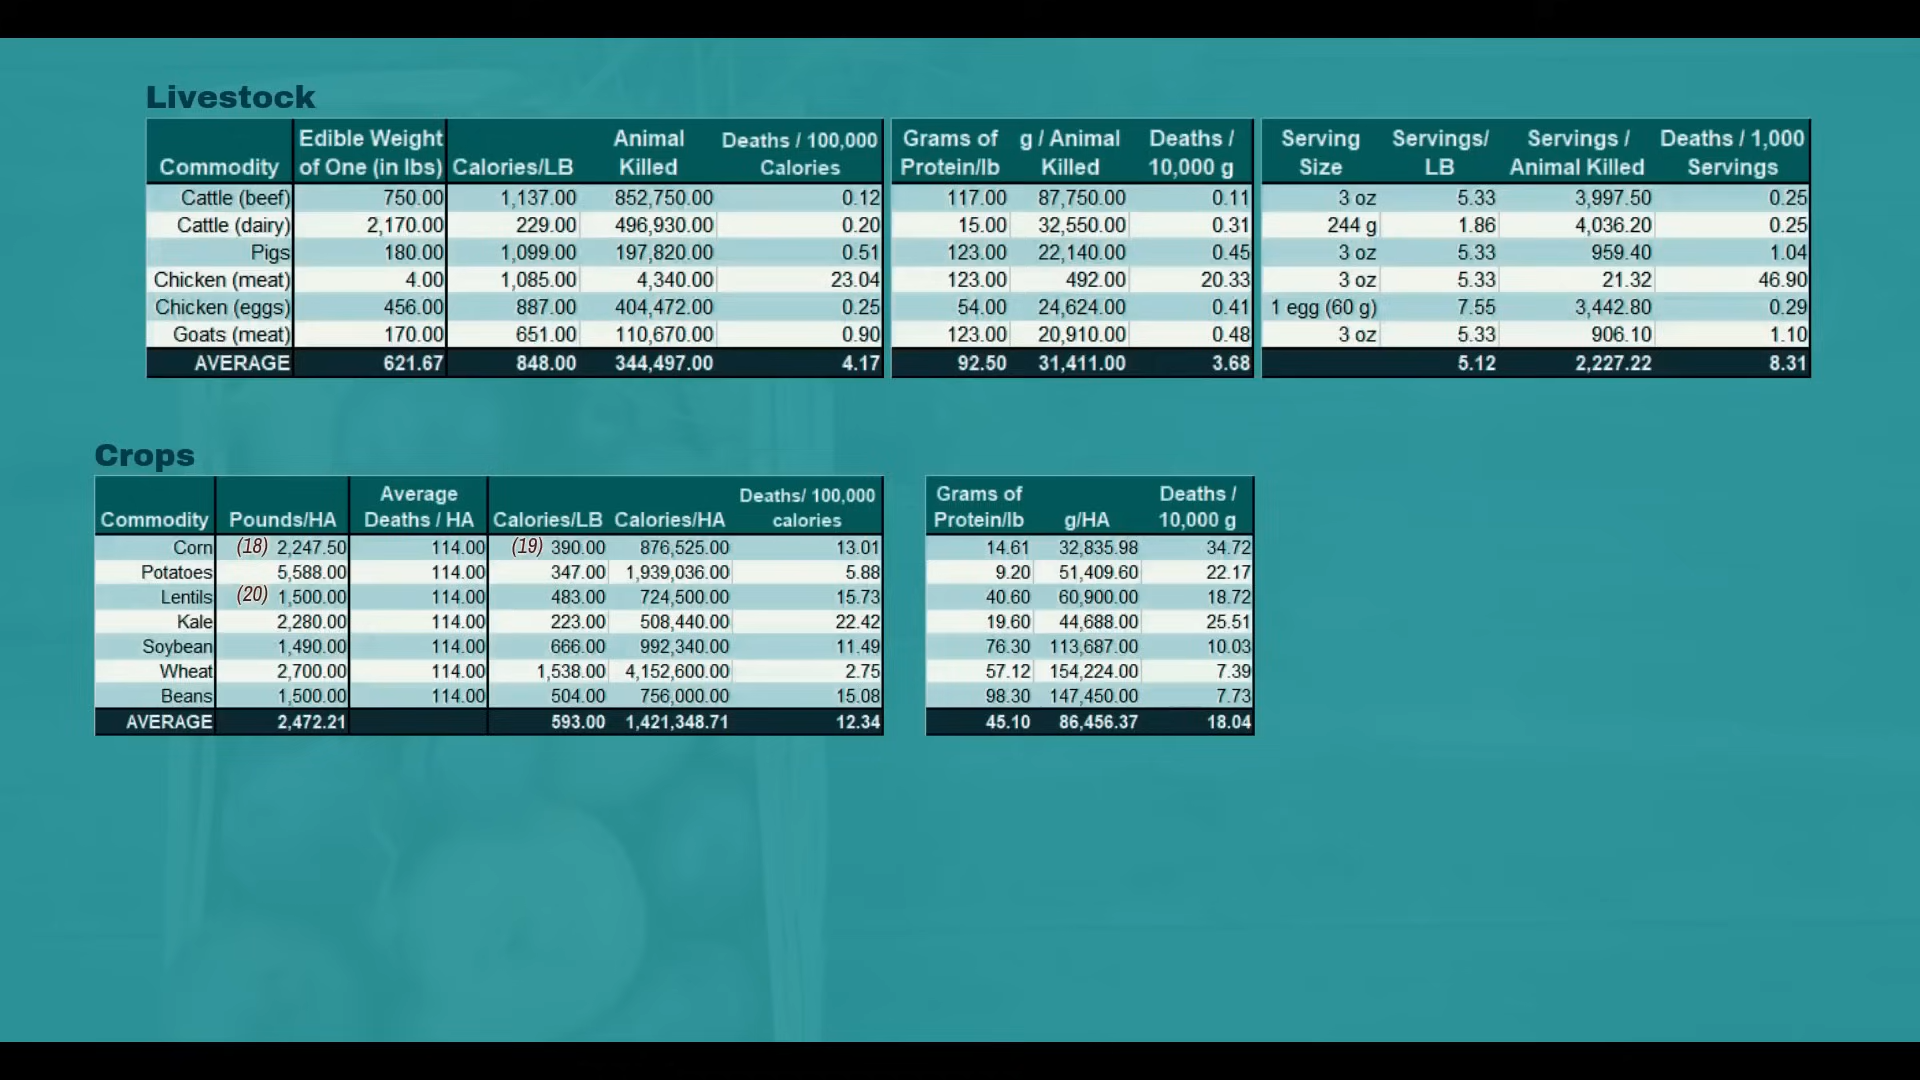 Livestock
Commodity Edible Weight of One (in lbs) Calories/LB Animal Killed Deaths / 100,000 Calories Grams of Protein/lb g / Animal Killed Deaths / 10,000 g Serving Size Servings/ LB Servings / Animal Killed Deaths / 1,000 Servings
Cattle (beef) 750.00 1,137.00 852,750.00 0.12 117.00 87,750.00 0.11 3 oz 5.33 3,997.50 0.25
Cattle (dairy) 2,170.00 229.00 496,930.00 0.20 15.00 32,550.00 0.31 244 g 1.86 4,036.20 0.25
Pigs 180.00 1,099.00 197,820.00 0.51 123.00 22,140.00 0.45 3 oz 5.33 959.40 1.04
Chicken (meat) 4.00 1,085.00 4,340.00 23.04 123.00 492.00 20.33 3 oz 5.33 21.32 46.90
Chicken (eggs) 456.00 887.00 404,472.00 0.25 54.00 24,624.00 0.41 1 egg (60 g) 7.55 3,442.80 0.29
Goats (meat) 170.00 651.00 110,670.00 0.90 123.00 20,910.00 0.48 3 oz 5.33 906.10 1.10
AVERAGE 621.67 848.00 344,497.00 4.17 92.50 31,411.00 3.68 5.12 2,227.22 8.31
Crops
Commodity Pounds/HA Average Deaths / HA Calories/LB Calories/HA Deaths/ 100,000 calories Grams of Protein/lb g/HA Deaths / 10,000 g
Corn (18) 2,247.50 114.00 (19) 390.00 876,525.00 13.01 14.61 32,835.98 34.72
Potatoes 5,588.00 114.00 347.00 1,939,036.00 5.88 9.20 51,409.60 22.17
Lentils (20) 1,500.00 114.00 483.00 724,500.00 15.73 40.60 60,900.00 18.72
Kale 2,280.00 114.00 223.00 508,440.00 22.42 19.60 44,688.00 25.51
Soybean 1,490.00 114.00 666.00 992,340.00 11.49 76.30 113,687.00 10.03
Wheat 2,700.00 114.00 1,538.00 4,152,600.00 2.75 57.12 154,224.00 7.39
Beans 1,500.00 114.00 504.00 756,000.00 15.08 98.30 147,450.00 7.73
AVERAGE 2,472.21 593.00 1,421,348.71 12.34 45.10 86,456.37 18.04